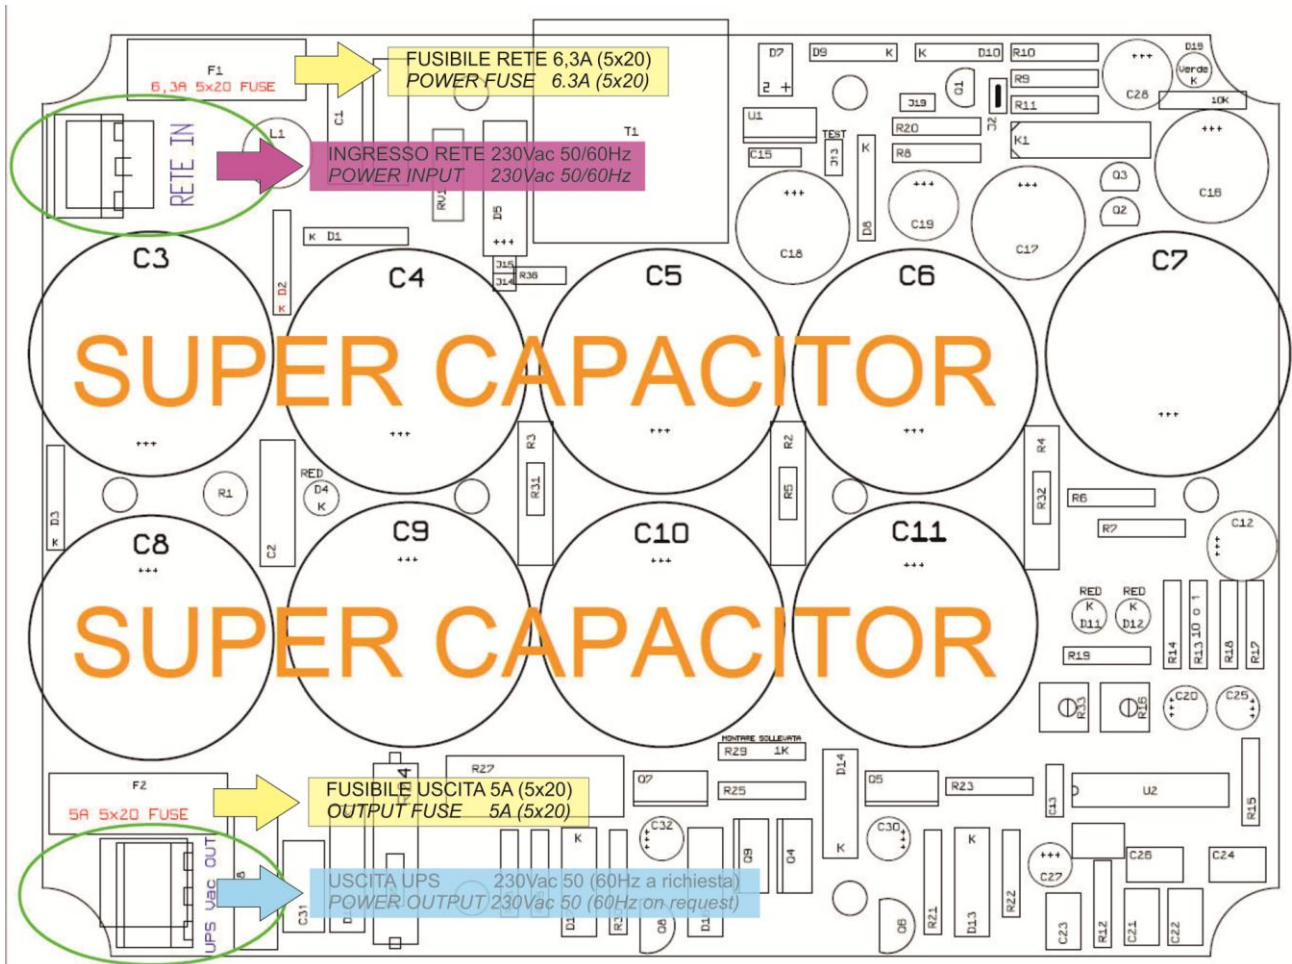 F1
6,3A 5x20 FUSE
FUSIBILE RETE 6,3A (5x20)
POWER FUSE 6.3A (5x20)
RETE IN
L1
C1
INGRESSO RETE 230Vac 50/60Hz
POWER INPUT 230Vac 50/60Hz
RV1
D5
+++
T1
D7
2 +
D9 K
K D10
R10
R9
R11
Q1
J19
J2
C28
+++
D19
Verde
K
10K
U1
TEST
J13
C15
K
D8
R20
R8
K1
C18
+++
C19
+++
C17
+++
Q3
Q2
C16
+++
K D1
K D2
J15
J14
R36
C3
C4
C5
C6
C7
SUPER CAPACITOR
+++
+++
+++
+++
+++
R3
R31
R2
R5
R4
R32
D3
K
R1
C2
RED
D4
K
R6
R7
C12
+++
C8
C9
C10
C11
+++
+++
+++
+++
SUPER CAPACITOR
RED
K
D11
RED
K
D12
R14
R13 10 o 1
R18
R17
R19
R33
R16
C20
+++
C25
+++
MONTARE SOLLEVATA
R29 1K
R25
R27
Q7
D14
K
Q5
R23
C13
U2
R15
F2
5A 5x20 FUSE
FUSIBILE USCITA 5A (5x20)
OUTPUT FUSE 5A (5x20)
UPS Vac OUT
USCITA UPS 230Vac 50 (60Hz a richiesta)
POWER OUTPUT 230Vac 50 (60Hz on request)
C31
K
C32
+++
Q8
Q9
Q4
C30
+++
Q6
R21
K
D13
R22
C27
+++
C23
R12
C26
C21
C22
C24